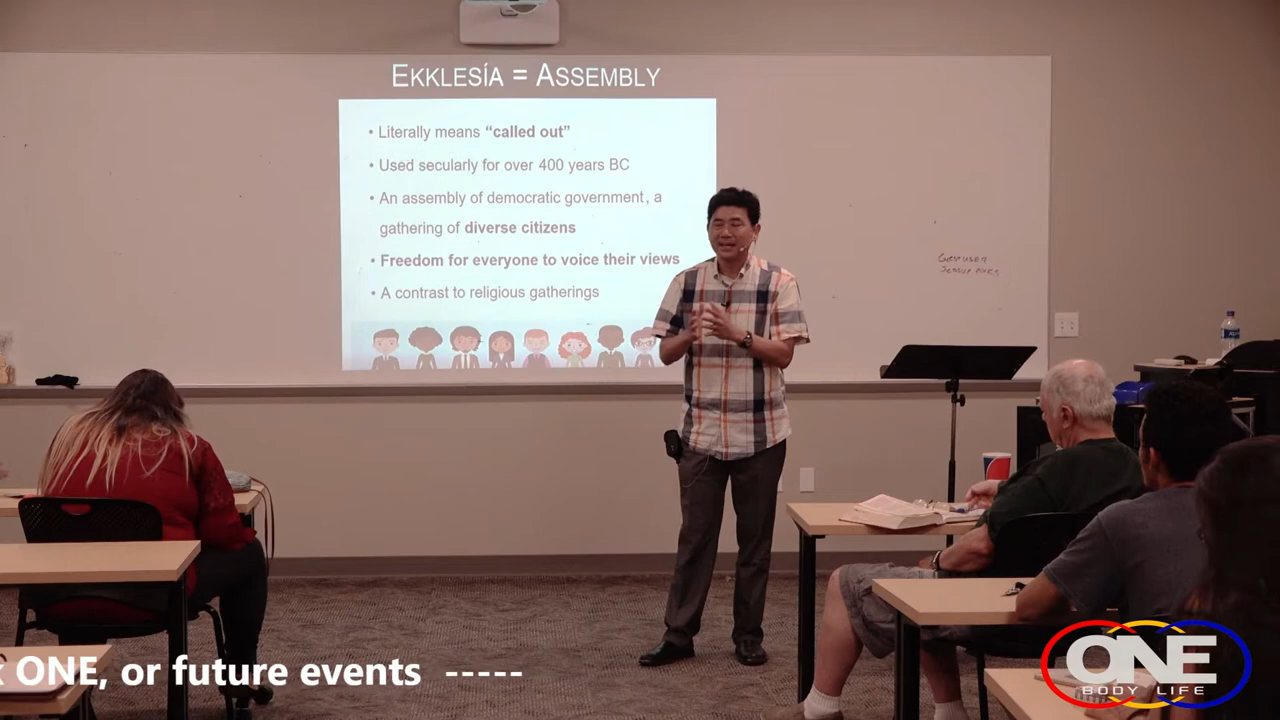 EKKLESÍA = ASSEMBLY
• Literally means “called out”
• Used secularly for over 400 years BC
• An assembly of democratic government, a
gathering of diverse citizens
• Freedom for everyone to voice their views
• A contrast to religious gatherings
ONE, or future events -----
ONE
BODY LIFE